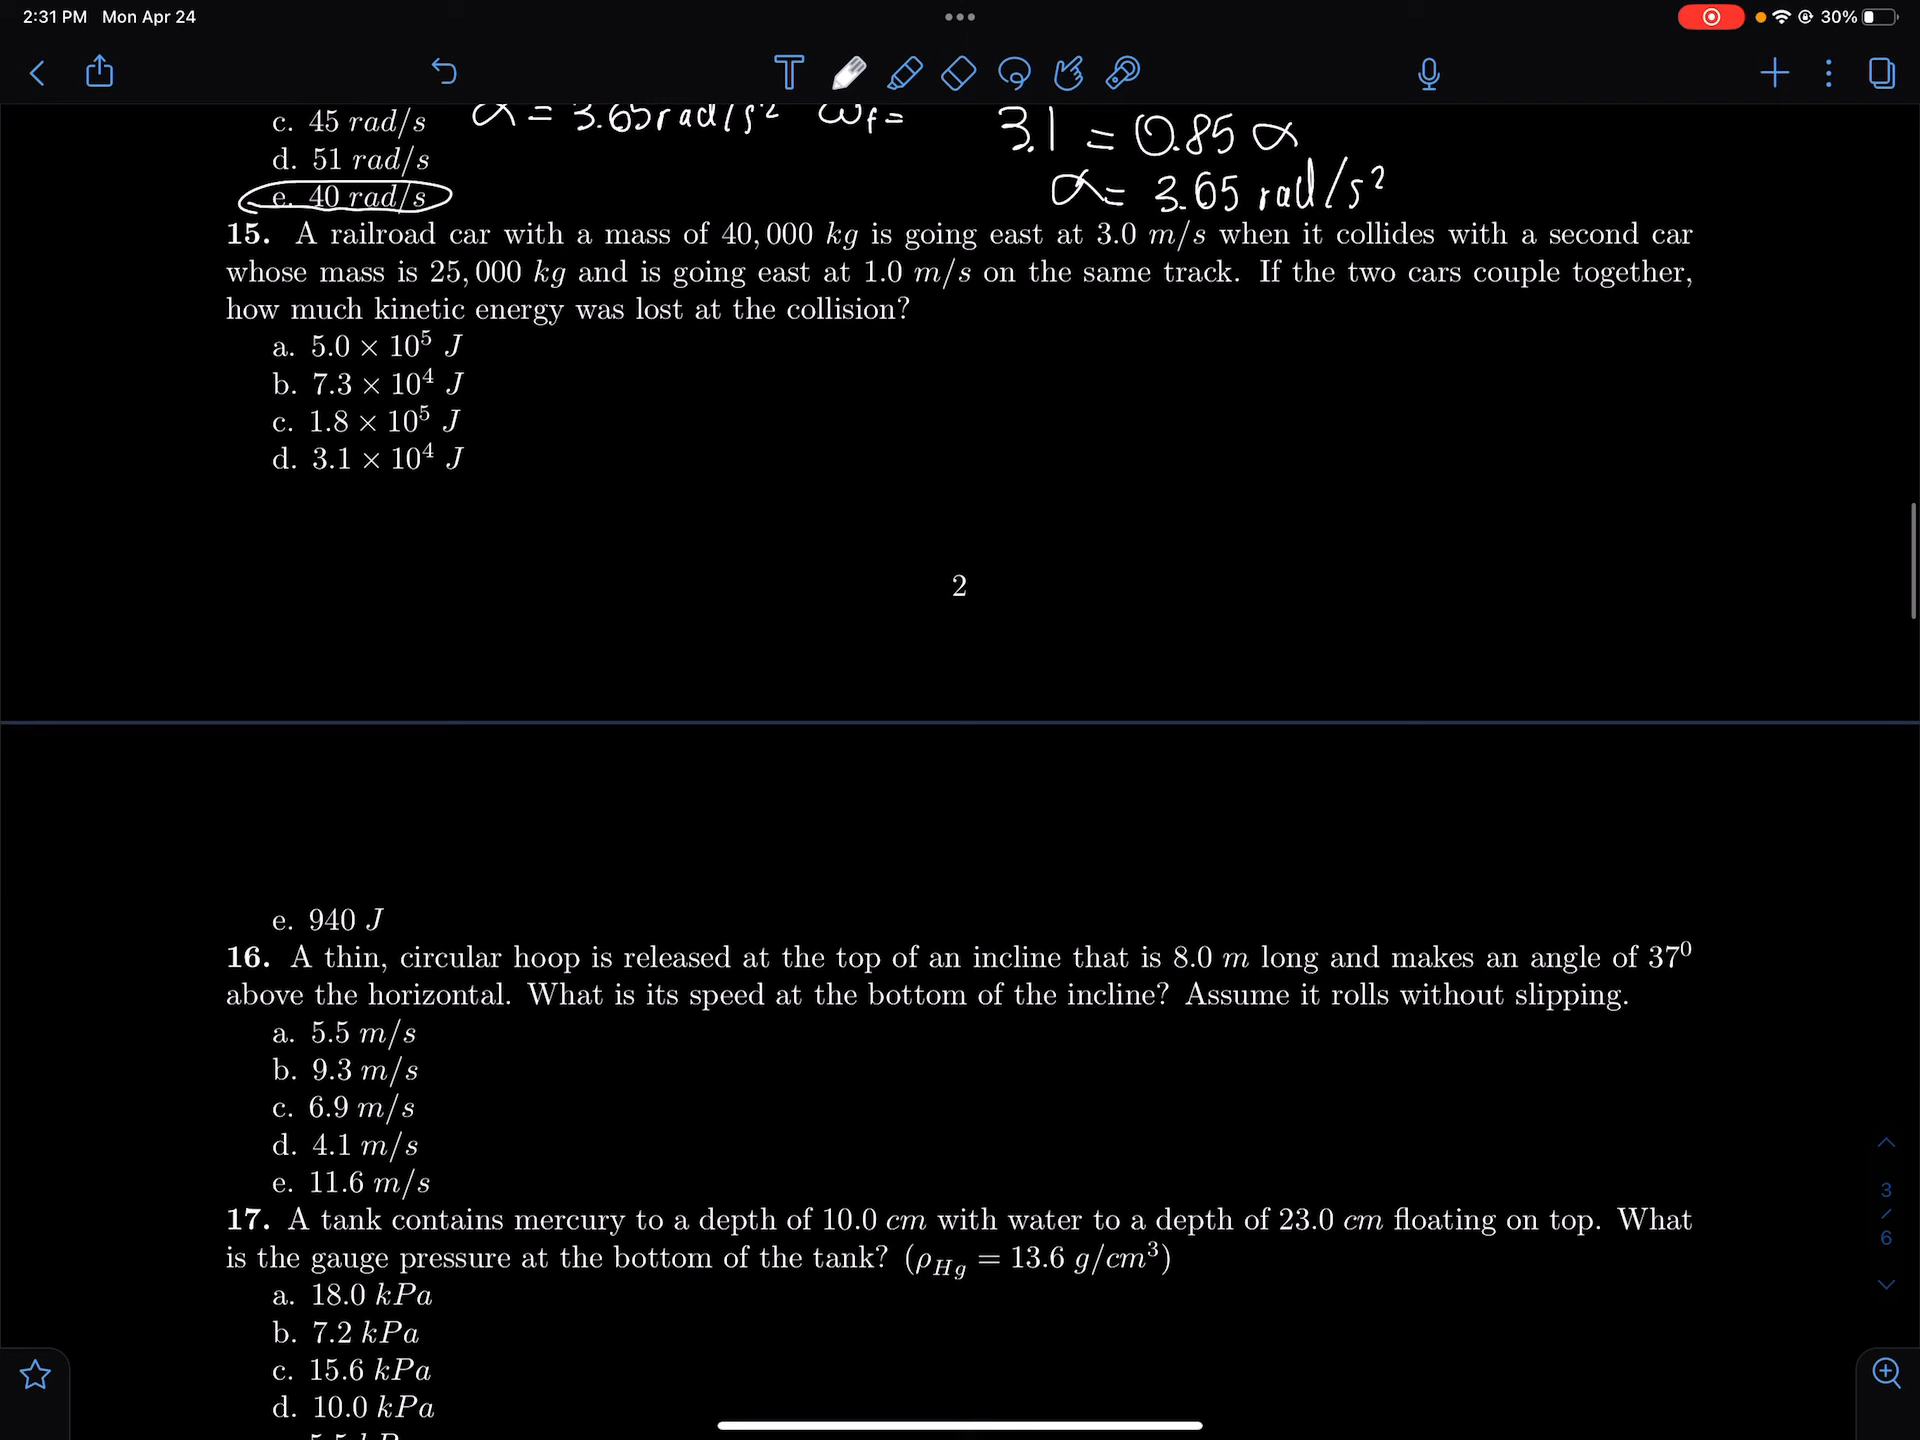 2:31 PM Mon Apr 24
30%
T
c. 45 rad/s α = 3.65 rad/s² ωf =
3.1 = 0.85 α
d. 51 rad/s
e. 40 rad/s
α = 3.65 rad/s²
15. A railroad car with a mass of 40,000 kg is going east at 3.0 m/s when it collides with a second car
whose mass is 25,000 kg and is going east at 1.0 m/s on the same track. If the two cars couple together,
how much kinetic energy was lost at the collision?
a. 5.0 × 10⁵ J
b. 7.3 × 10⁴ J
c. 1.8 × 10⁵ J
d. 3.1 × 10⁴ J
2
e. 940 J
16. A thin, circular hoop is released at the top of an incline that is 8.0 m long and makes an angle of 37⁰
above the horizontal. What is its speed at the bottom of the incline? Assume it rolls without slipping.
a. 5.5 m/s
b. 9.3 m/s
c. 6.9 m/s
d. 4.1 m/s
e. 11.6 m/s
3
/
6
17. A tank contains mercury to a depth of 10.0 cm with water to a depth of 23.0 cm floating on top. What
is the gauge pressure at the bottom of the tank? (ρHg = 13.6 g/cm³)
a. 18.0 kPa
b. 7.2 kPa
c. 15.6 kPa
d. 10.0 kPa